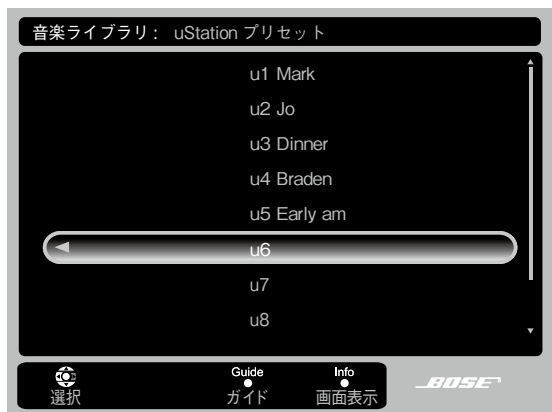 音楽ライブラリ： uStation プリセット
u1 Mark
u2 Jo
u3 Dinner
u4 Braden
u5 Early am
u6
u7
u8
選択
Guide
ガイド
Info
画面表示
BOSE